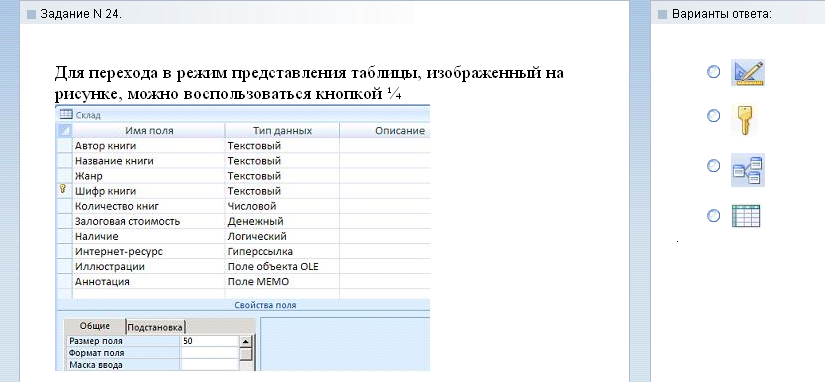 Задание N 24.
Для перехода в режим представления таблицы, изображенный на
рисунке, можно воспользоваться кнопкой ¼
Склад
Имя поля Тип данных Описание
Автор книги Текстовый
Название книги Текстовый
Жанр Текстовый
Шифр книги Текстовый
Количество книг Числовой
Залоговая стоимость Денежный
Наличие Логический
Интернет-ресурс Гиперссылка
Иллюстрации Поле объекта OLE
Аннотация Поле МЕМО
Свойства поля
Общие Подстановка
Размер поля 50
Формат поля
Маска ввода
Варианты ответа:
.